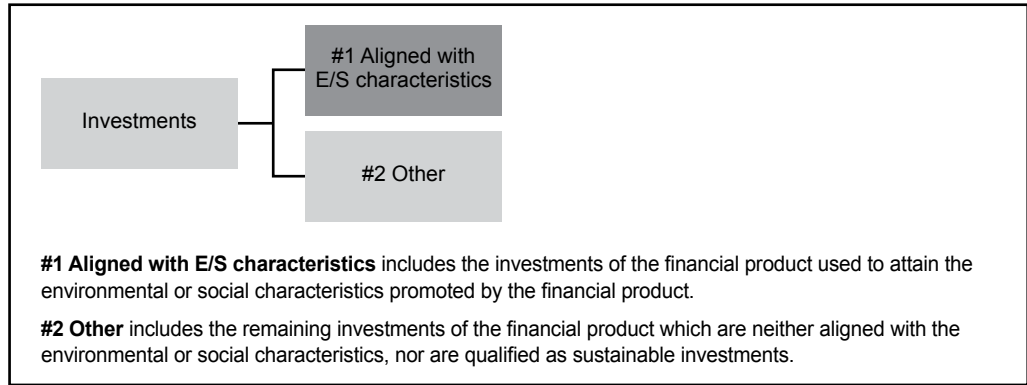 #1 Aligned with
E/S characteristics
Investments
#2 Other
#1 Aligned with E/S characteristics includes the investments of the financial product used to attain the
environmental or social characteristics promoted by the financial product.
#2 Other includes the remaining investments of the financial product which are neither aligned with the
environmental or social characteristics, nor are qualified as sustainable investments.